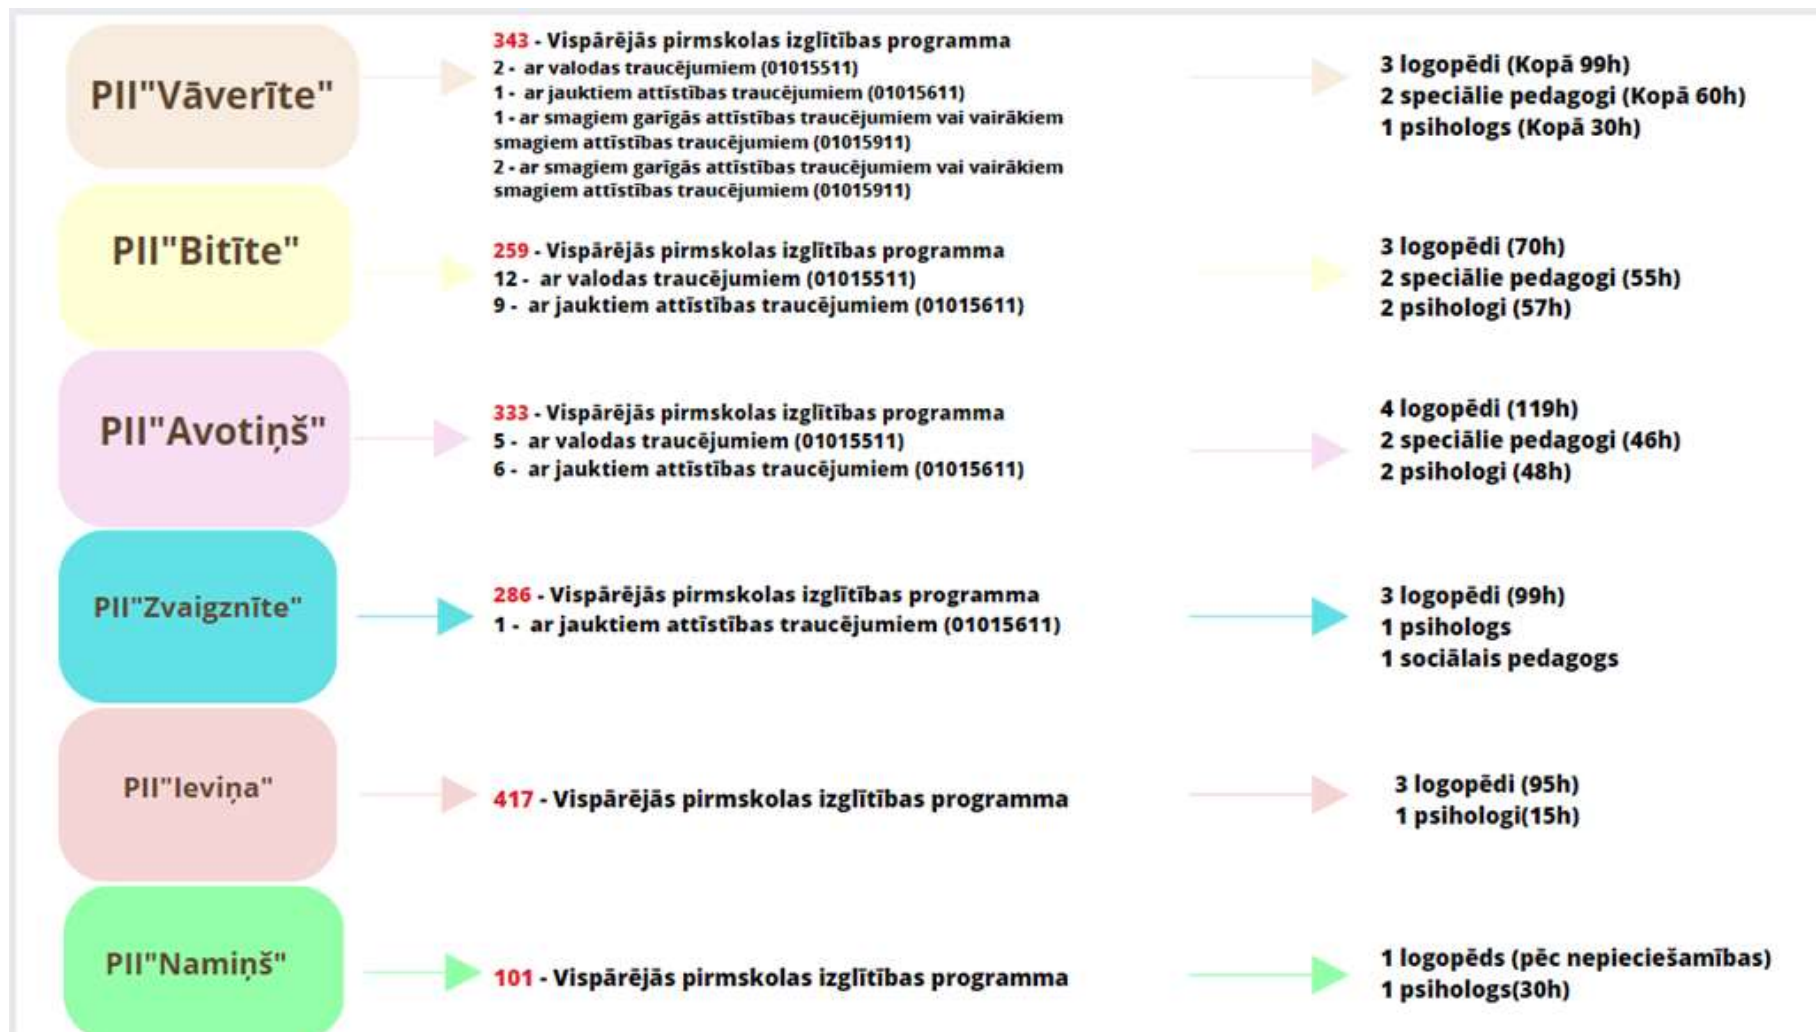 PII"Vāverīte"
343 - Vispārējās pirmskolas izglītības programma
2 - ar valodas traucējumiem (01015511)
1 - ar jauktiem attīstības traucējumiem (01015611)
1 - ar smagiem garīgās attīstības traucējumiem vai vairākiem
smagiem attīstības traucējumiem (01015911)
2 - ar smagiem garīgās attīstības traucējumiem vai vairākiem
smagiem attīstības traucējumiem (01015911)
3 logopēdi (Kopā 99h)
2 speciālie pedagogi (Kopā 60h)
1 psihologs (Kopā 30h)
PII"Bitīte"
259 - Vispārējās pirmskolas izglītības programma
12 - ar valodas traucējumiem (01015511)
9 - ar jauktiem attīstības traucējumiem (01015611)
3 logopēdi (70h)
2 speciālie pedagogi (55h)
2 psihologi (57h)
PII"Avotiņš"
333 - Vispārējās pirmskolas izglītības programma
5 - ar valodas traucējumiem (01015511)
6 - ar jauktiem attīstības traucējumiem (01015611)
4 logopēdi (119h)
2 speciālie pedagogi (46h)
2 psihologi (48h)
PII"Zvaigznīte"
286 - Vispārējās pirmskolas izglītības programma
1 - ar jauktiem attīstības traucējumiem (01015611)
3 logopēdi (99h)
1 psihologs
1 sociālais pedagogs
PII"Ieviņa"
417 - Vispārējās pirmskolas izglītības programma
3 logopēdi (95h)
1 psihologi(15h)
PII"Namiņš"
101 - Vispārējās pirmskolas izglītības programma
1 logopēds (pēc nepieciešamības)
1 psihologs(30h)